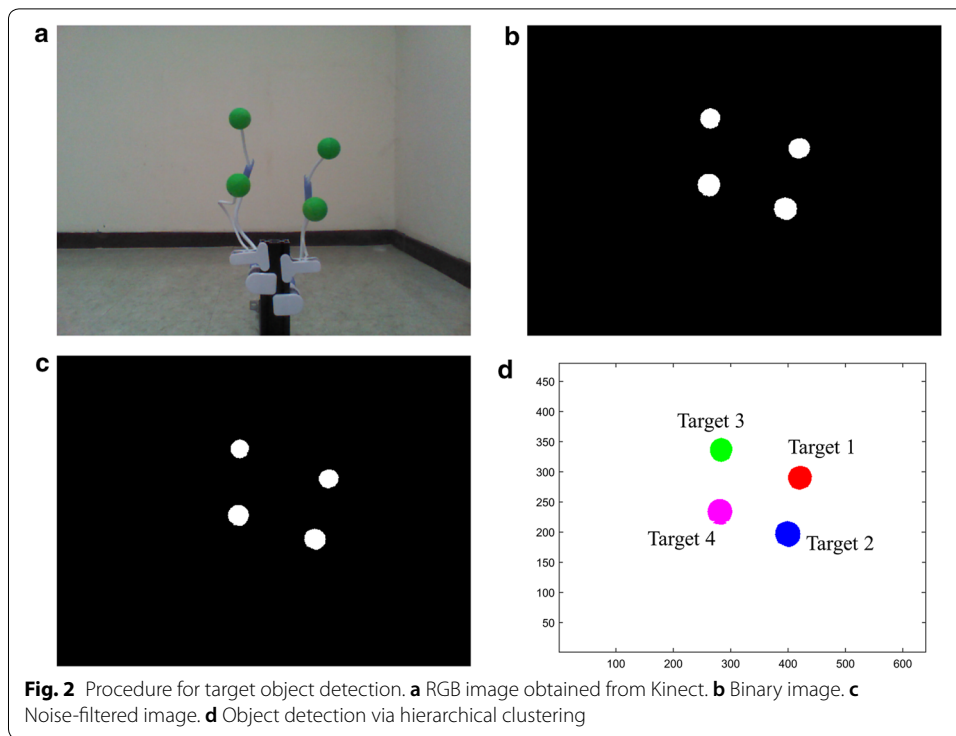 a
b
c
d
450
400
350
300
250
200
150
100
50
100 200 300 400 500 600
Target 3
Target 1
Target 4
Target 2
Fig. 2 Procedure for target object detection. a RGB image obtained from Kinect. b Binary image. c
Noise-filtered image. d Object detection via hierarchical clustering